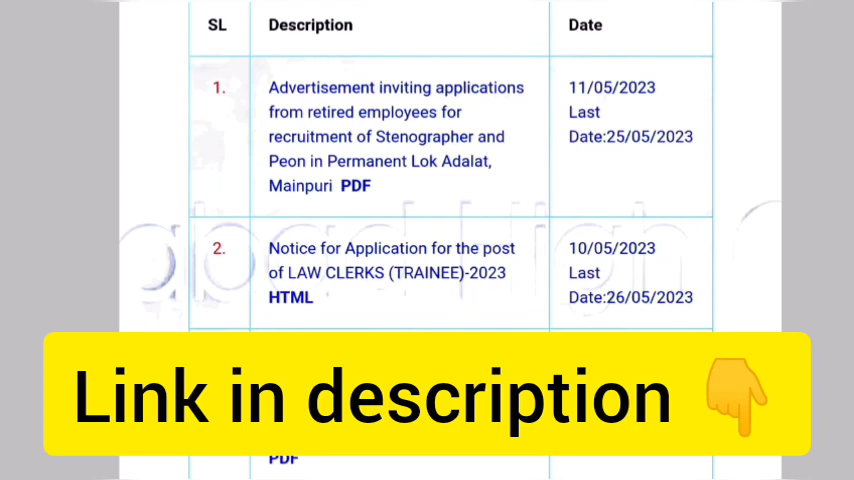 SL Description Date
1. Advertisement inviting applications 11/05/2023
from retired employees for Last
recruitment of Stenographer and Date:25/05/2023
Peon in Permanent Lok Adalat,
Mainpuri PDF
2. Notice for Application for the post 10/05/2023
of LAW CLERKS (TRAINEE)-2023 Last
HTML Date:26/05/2023
Link in description 👇
PDF